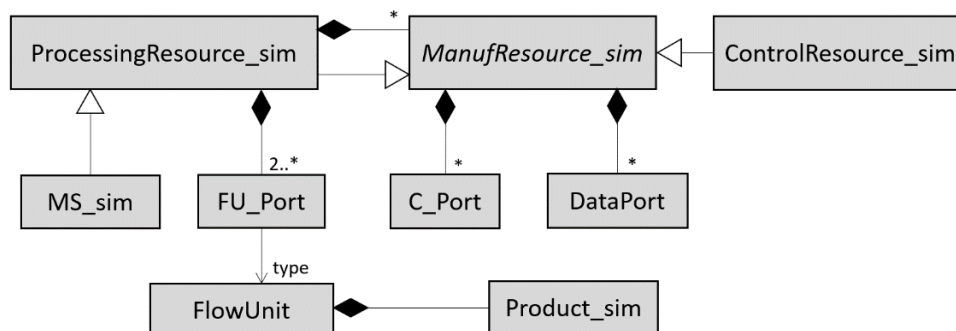 *
ProcessingResource_sim
ManufResource_sim
ControlResource_sim
2..*
*
*
MS_sim
FU_Port
C_Port
DataPort
type
FlowUnit
Product_sim